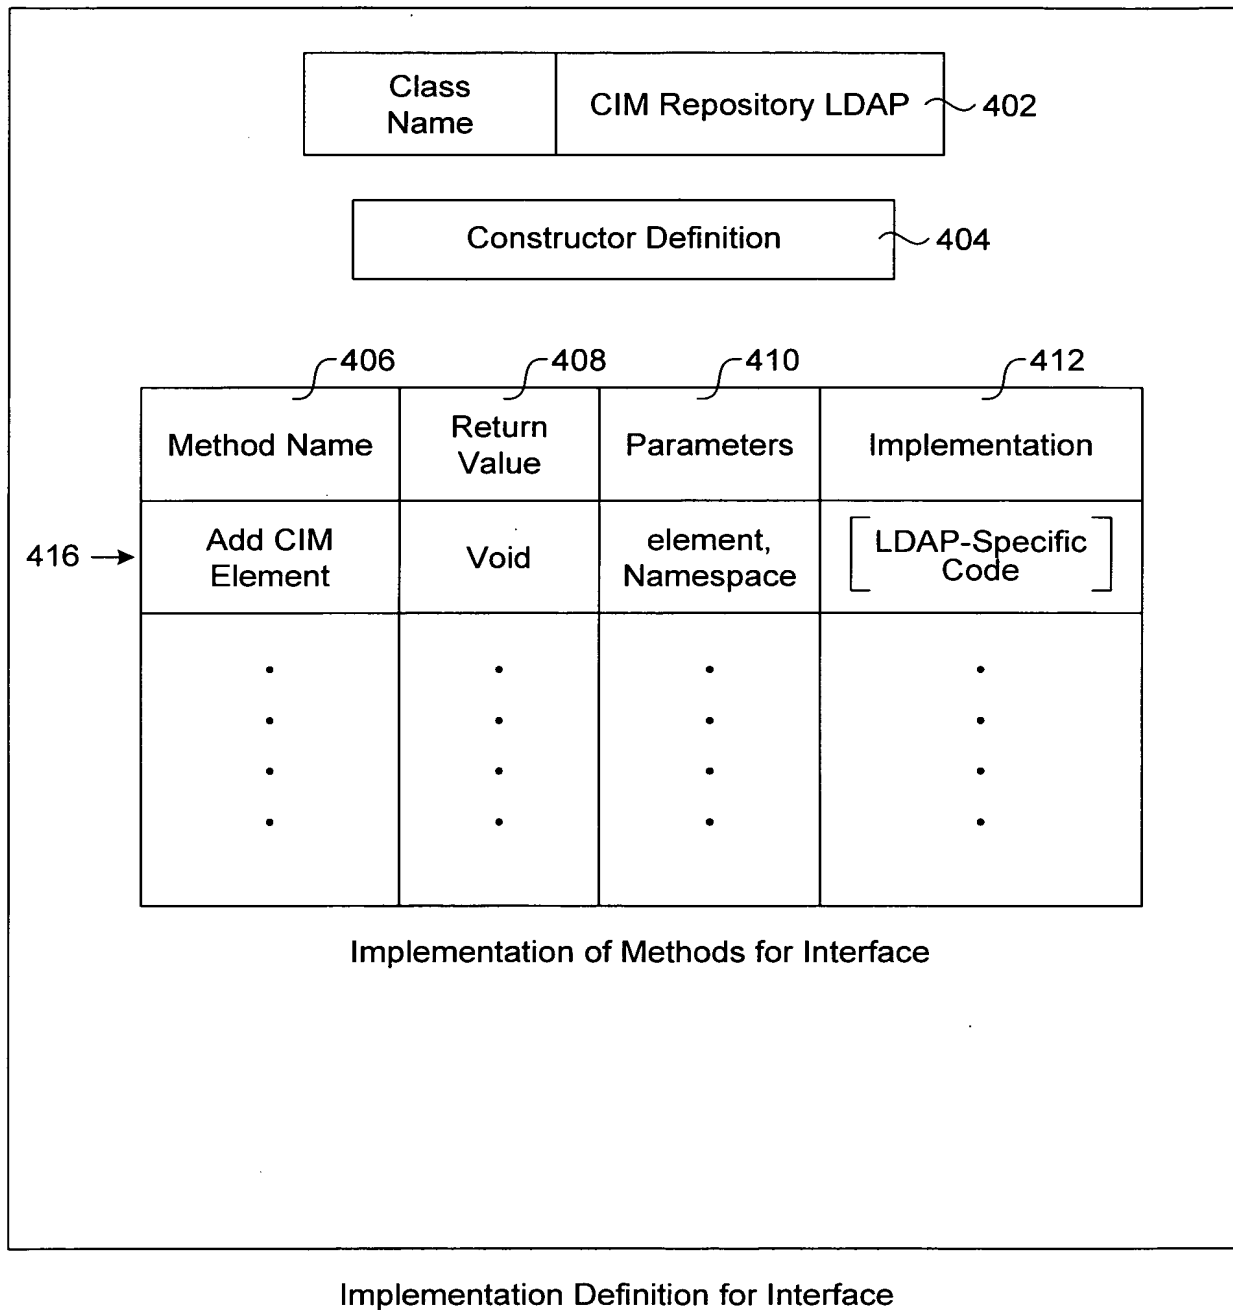 Class
Name
CIM Repository LDAP
402
Constructor Definition
404
406
408
410
412
Method Name
Return
Value
Parameters
Implementation
416
Add CIM
Element
Void
element,
Namespace
LDAP-Specific
Code
Implementation of Methods for Interface
Implementation Definition for Interface